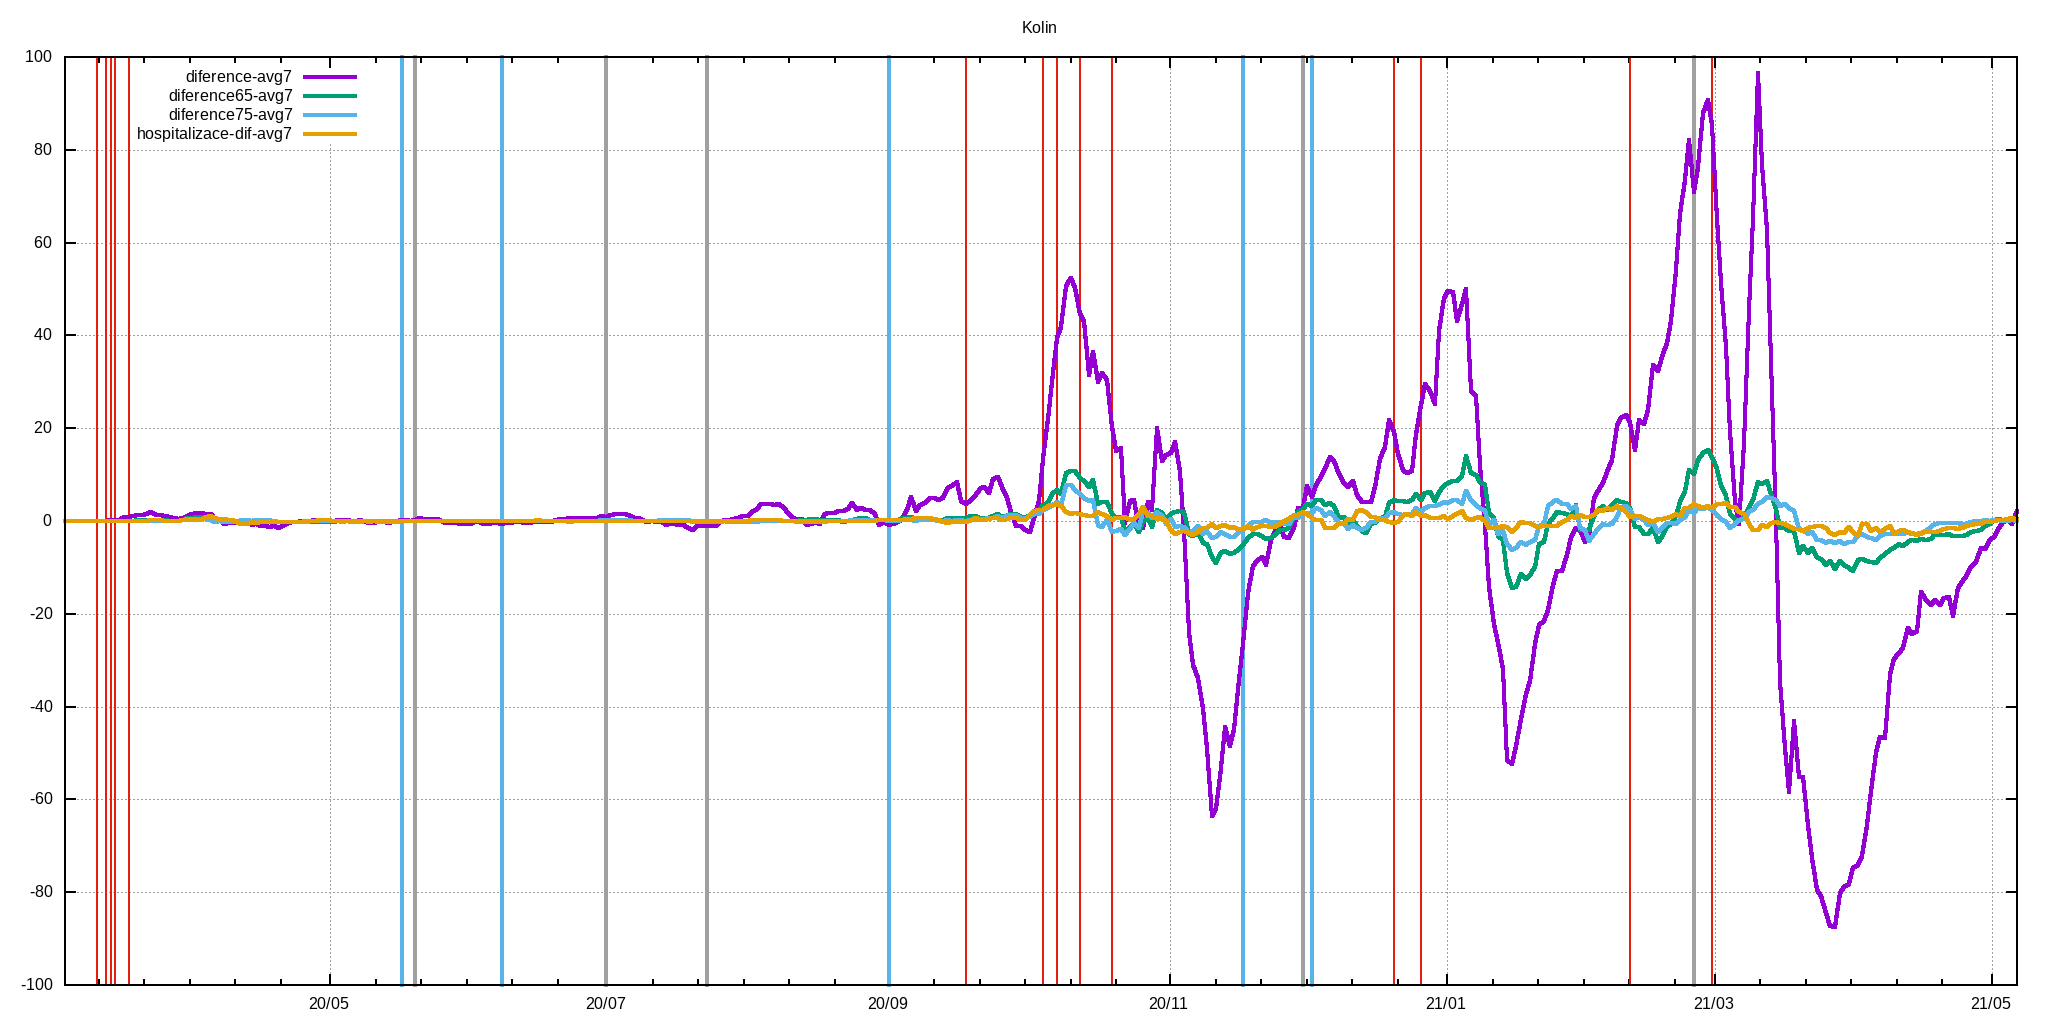 Kolin
diference-avg7
diference65-avg7
diference75-avg7
hospitalizace-dif-avg7
100
80
60
40
20
0
-20
-40
-60
-80
-100
20/05 20/07 20/09 20/11 21/01 21/03 21/05